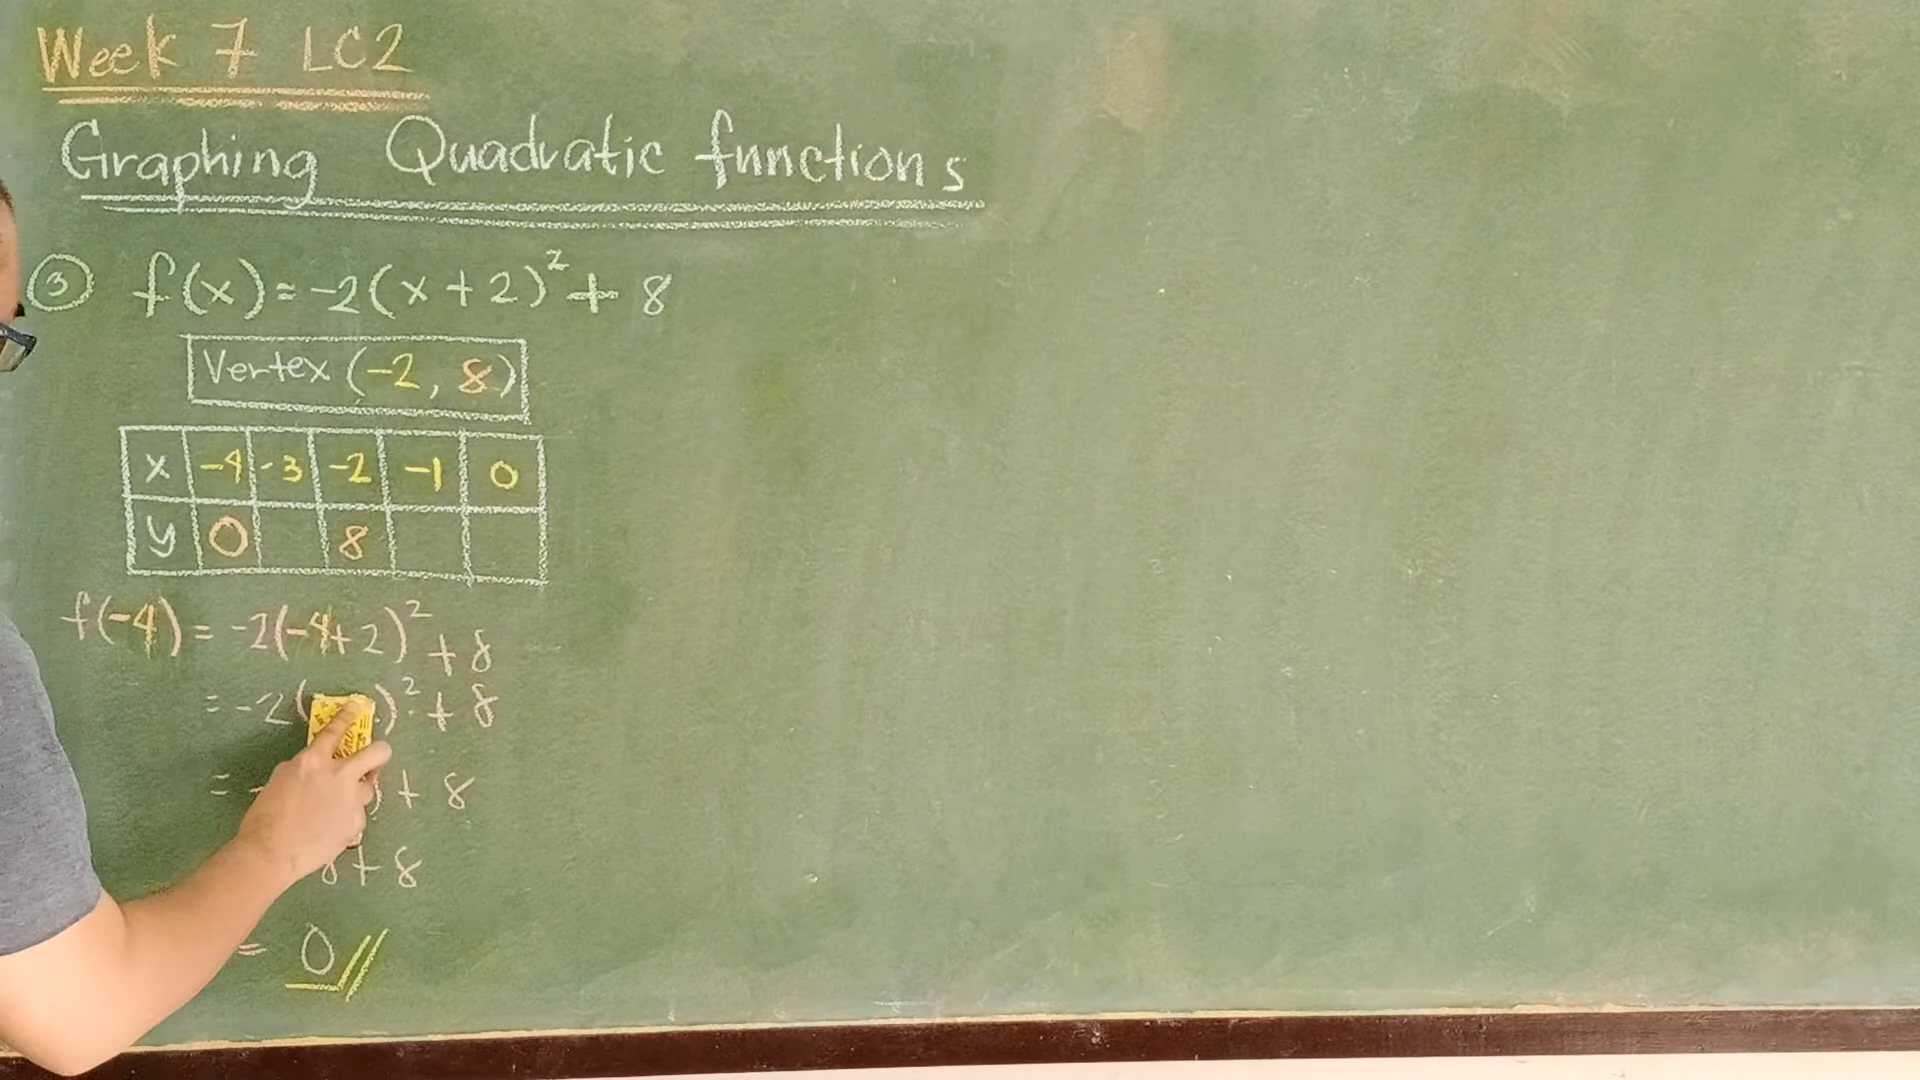 Week 7 LC2
Graphing Quadratic functions
③ f(x) = -2(x + 2)² + 8
Vertex (-2, 8)
x -4 -3 -2 -1 0
y 0 8
f(-4) = -2(-4+2)² + 8
= -2( )² + 8
= ) + 8
8 + 8
= 0